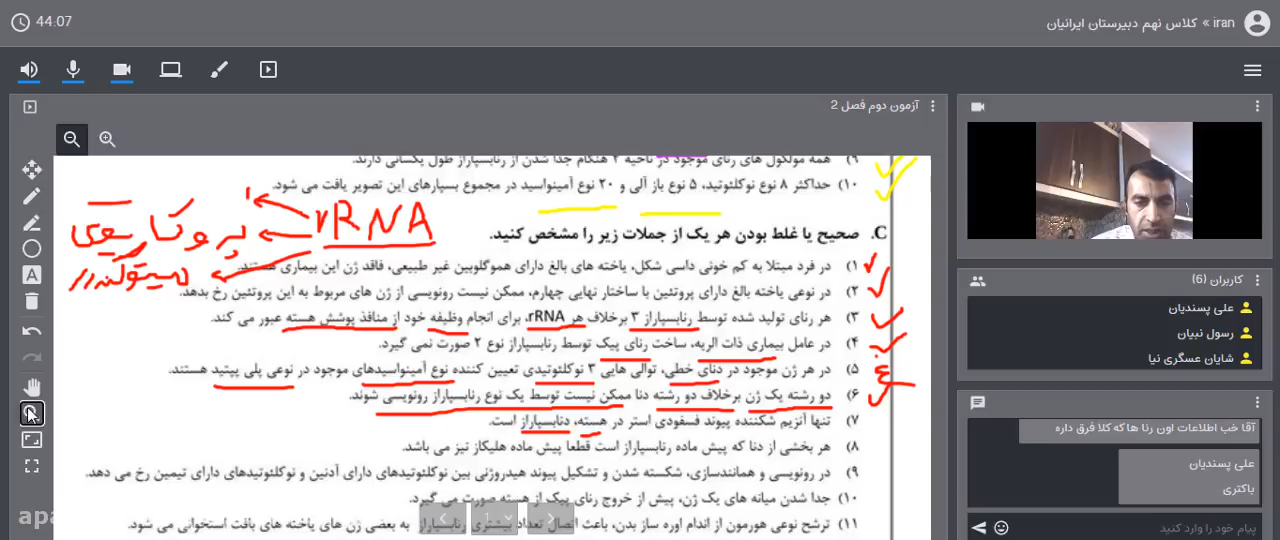 44:07
iran » کلاس نهم دبیرستان ایرانیان
آزمون دوم فصل 2
۹) همه مولکول های رنای موجود در ناحیه ۲ هنگام جدا شدن از رنابسپاراز طول یکسانی دارند.
۱۰) حداکثر ۸ نوع نوکلئوتید، ۵ نوع باز آلی و ۲۰ نوع آمینواسید در مجموع بسپارهای این تصویر یافت می شود.
rRNA
پروکاریوتی
میتوکندر
C. صحیح یا غلط بودن هر یک از جملات زیر را مشخص کنید.
۱) در فرد مبتلا به کم خونی داسی شکل، یاخته های بالغ دارای هموگلوبین غیر طبیعی، فاقد ژن این بیماری هستند.
۲) در نوعی یاخته بالغ دارای پروتئین با ساختار نهایی چهارم، ممکن نیست رونویسی از ژن های مربوط به این پروتئین رخ بدهد.
۳) هر رنای تولید شده توسط رنابسپاراز ۳ برخلاف هر rRNA، برای انجام وظیفه خود از منافذ پوشش هسته عبور می کند.
۴) در عامل بیماری ذات الریه، ساخت رنای پیک توسط رنابسپاراز نوع ۲ صورت نمی گیرد.
۵) در هر ژن موجود در دنای خطی، توالی هایی ۳ نوکلئوتیدی تعیین کننده نوع آمینواسیدهای موجود در نوعی پلی پپتید هستند.
غ
۶) دو رشته یک ژن برخلاف دو رشته دنا ممکن نیست توسط یک نوع رنابسپاراز رونویسی شوند.
۷) تنها آنزیم شکننده پیوند فسفودی استر در هسته، دنابسپاراز است.
۸) هر بخشی از دنا که پیش ماده رنابسپاراز است قطعا پیش ماده هلیکاز نیز می باشد.
۹) در رونویسی و همانندسازی، شکسته شدن و تشکیل پیوند هیدروژنی بین نوکلئوتیدهای دارای آدنین و نوکلئوتیدهای دارای تیمین رخ می دهد.
۱۰) جدا شدن میانه های یک ژن، پیش از خروج رنای پیک از هسته صورت می گیرد.
۱۱) ترشح نوعی هورمون از اندام اوره ساز بدن، باعث اتصال تعداد بیشتری رنابسپاراز به بعضی ژن های یاخته های بافت استخوانی می شود.
1
apa
کاربران (6)
علی پسندیان
رسول نبیان
شایان عسگری نیا
آقا خب اطلاعات اون رنا ها که کلا فرق داره
علی پسندیان
باکتری
پیام خود را وارد کنید